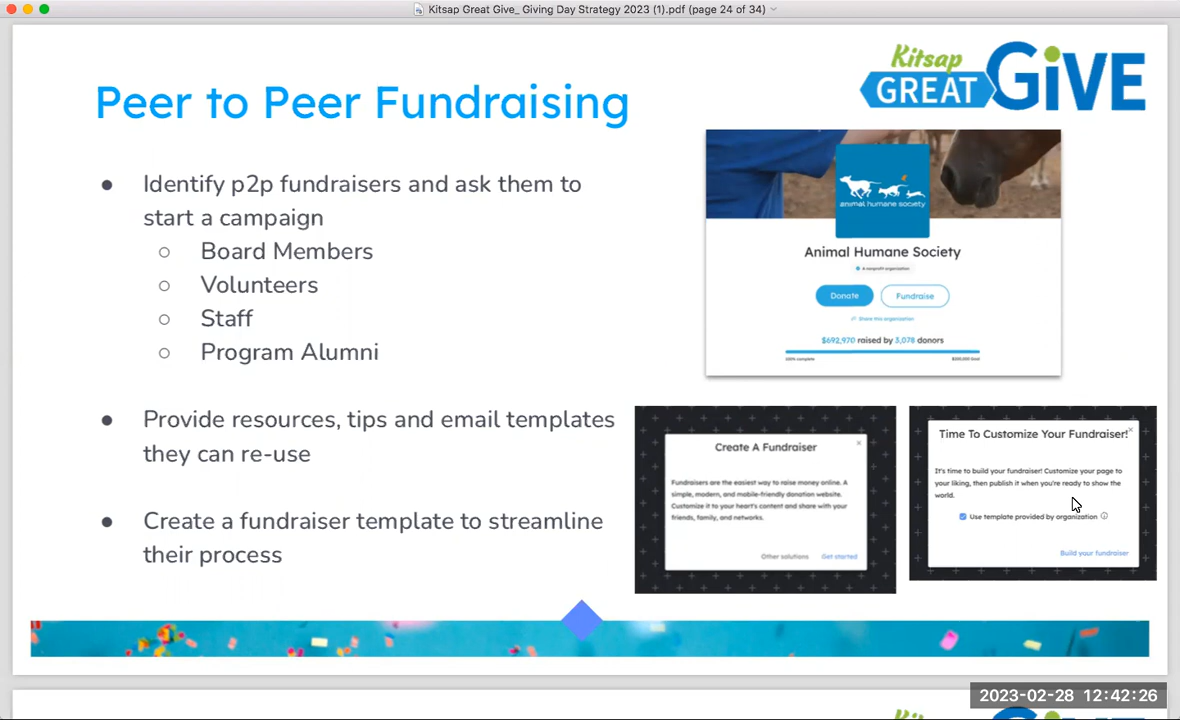 Kitsap Great Give_ Giving Day Strategy 2023 (1).pdf (page 24 of 34)
Kitsap
GREAT GiVE
Peer to Peer Fundraising
● Identify p2p fundraisers and ask them to
start a campaign
○ Board Members
○ Volunteers
○ Staff
○ Program Alumni
● Provide resources, tips and email templates
they can re-use
● Create a fundraiser template to streamline
their process
animal humane society
Animal Humane Society
A nonprofit organization
Donate Fundraise
Share this organization
$692,970 raised by 3,078 donors
100% complete
Create A Fundraiser
Fundraisers are the easiest way to raise money online. A
simple, modern, and mobile-friendly donation website.
Customize it to your heart's content and share with your
friends, family, and networks.
Other solutions Get started
Time To Customize Your Fundraiser!
It's time to build your fundraiser! Customize your page to
your liking, then publish it when you're ready to show the
world.
Use template provided by organization
Build your fundraiser
2023-02-28 12:42:26